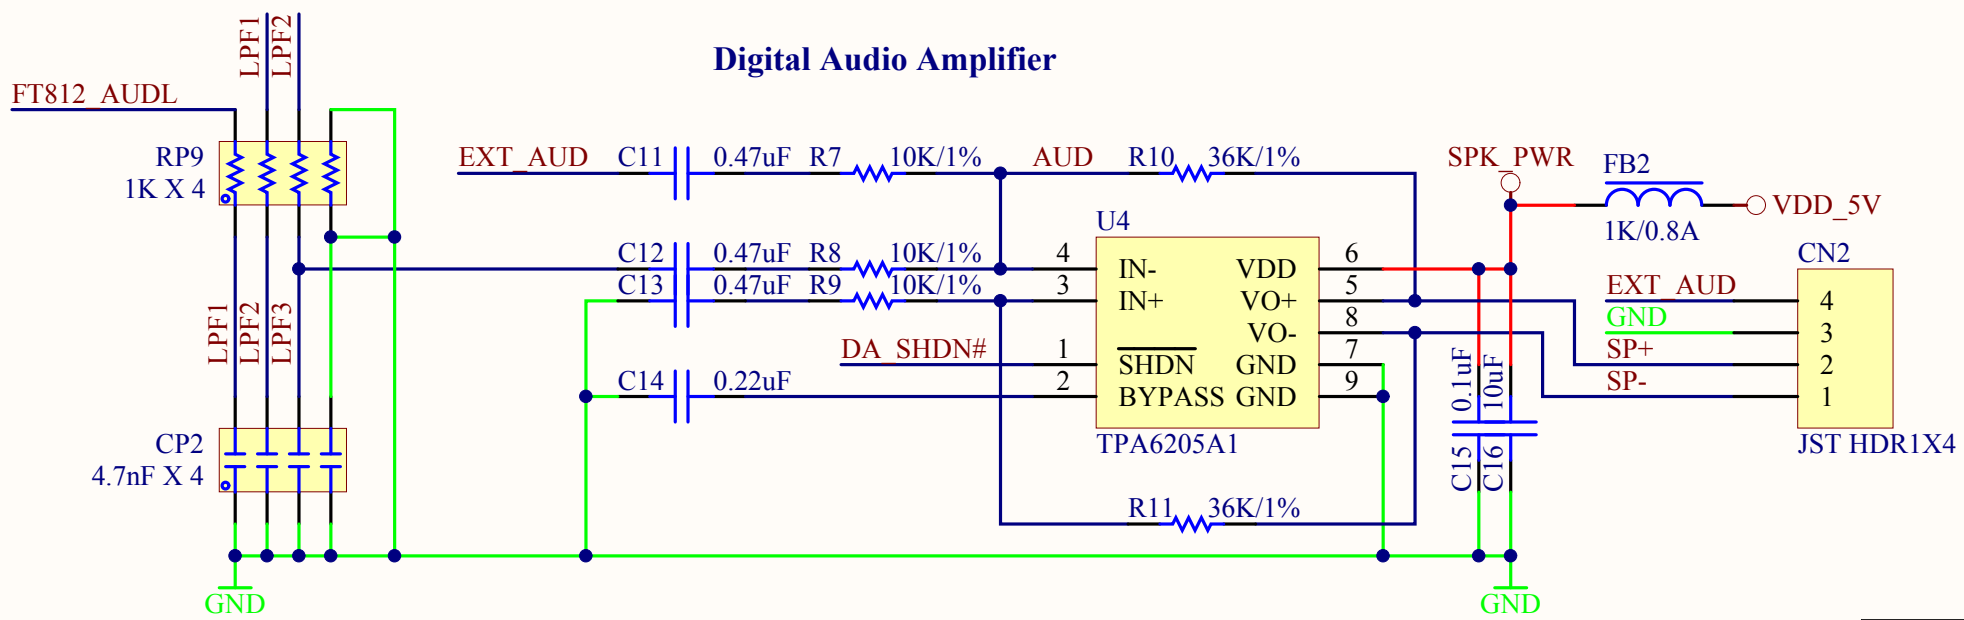 Digital Audio Amplifier
LPF1
LPF2
FT812_AUDL
RP9
1K X 4
LPF1
LPF2
LPF3
CP2
4.7nF X 4
GND
EXT_AUD
C11
0.47uF
R7
10K/1%
AUD
R10
36K/1%
C12
0.47uF
R8
10K/1%
C13
0.47uF
R9
10K/1%
DA_SHDN#
C14
0.22uF
U4
4
IN-
3
IN+
1
SHDN
2
BYPASS
VDD
6
VO+
5
VO-
8
GND
7
GND
9
TPA6205A1
R11
36K/1%
SPK_PWR
FB2
1K/0.8A
VDD_5V
C15
0.1uF
C16
10uF
GND
CN2
EXT_AUD
4
GND
3
SP+
2
SP-
1
JST HDR1X4